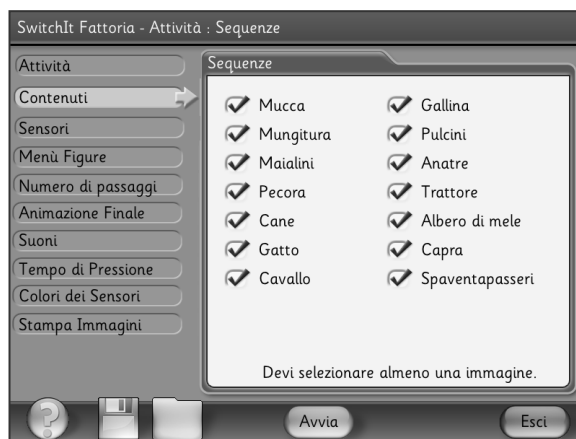 SwitchIt Fattoria - Attività : Sequenze
Attività
Contenuti
Sensori
Menù Figure
Numero di passaggi
Animazione Finale
Suoni
Tempo di Pressione
Colori dei Sensori
Stampa Immagini
Sequenze
Mucca
Mungitura
Maialini
Pecora
Cane
Gatto
Cavallo
Gallina
Pulcini
Anatre
Trattore
Albero di mele
Capra
Spaventapasseri
Devi selezionare almeno una immagine.
?
Avvia
Esci